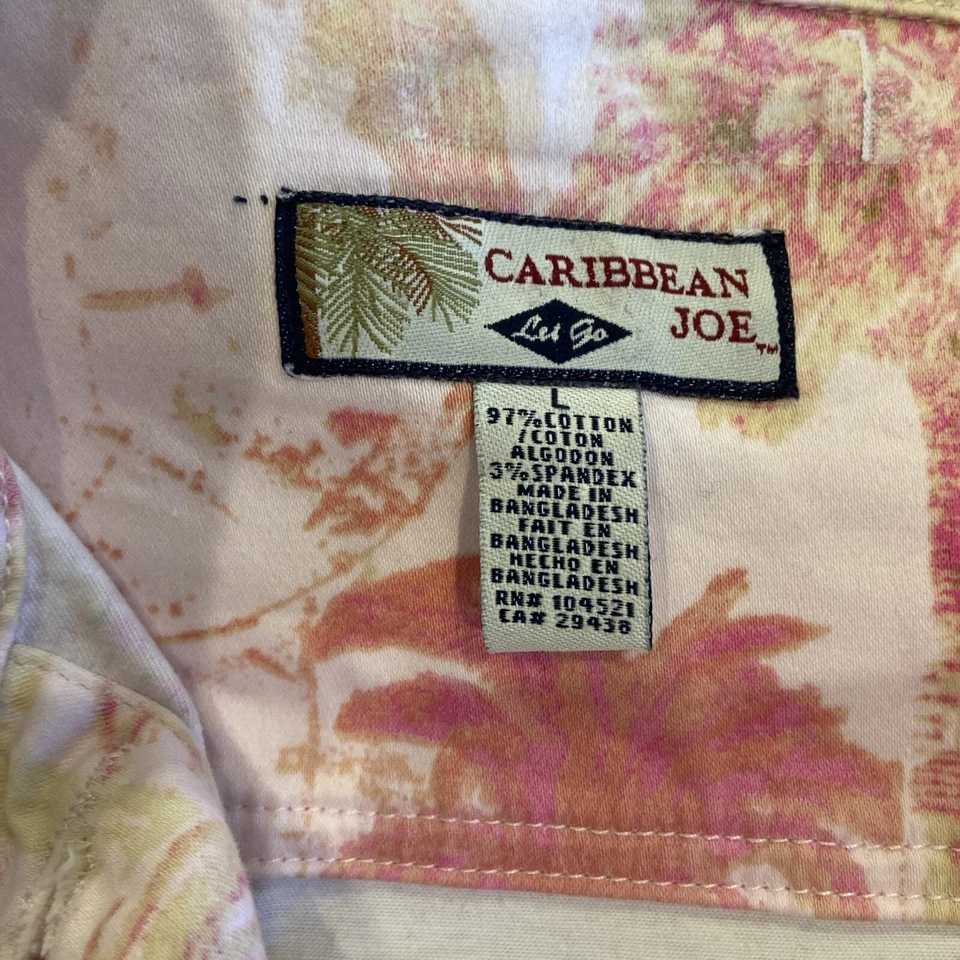 CARIBBEAN
JOE™
Let Go
L
97% COTTON
/COTON
ALGODON
3% SPANDEX
MADE IN
BANGLADESH
FAIT EN
BANGLADESH
HECHO EN
BANGLADESH
RN# 104521
CA# 29438